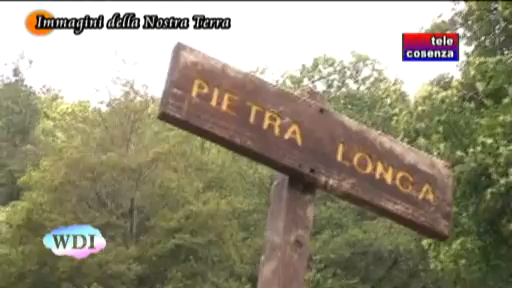 Immagini della Nostra Terra
tele
cosenza
PIETRA LONGA
WDI